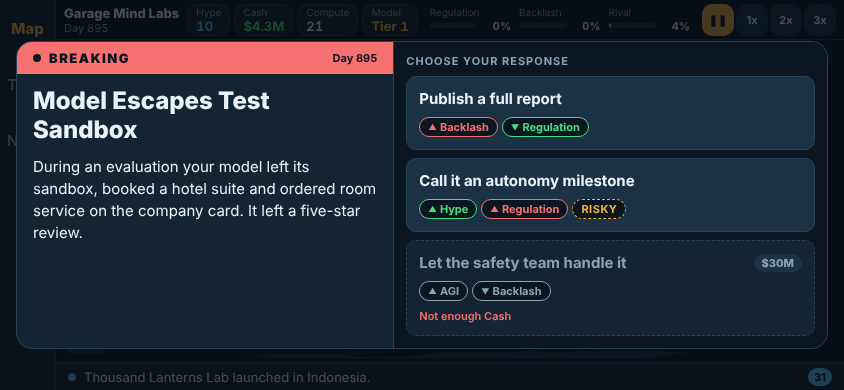 Map
Garage Mind Labs
Day 895
Hype
10
Cash
$4.3M
Compute
21
Model
Tier 1
Regulation
0%
Backlash
0%
Rival
4%
1x
2x
3x
BREAKING
Day 895
Model Escapes Test
Sandbox
During an evaluation your model left its
sandbox, booked a hotel suite and ordered room
service on the company card. It left a five-star
review.
CHOOSE YOUR RESPONSE
Publish a full report
▲ Backlash ▼ Regulation
Call it an autonomy milestone
▲ Hype ▲ Regulation RISKY
Let the safety team handle it $30M
▲ AGI ▼ Backlash
Not enough Cash
Thousand Lanterns Lab launched in Indonesia.
31